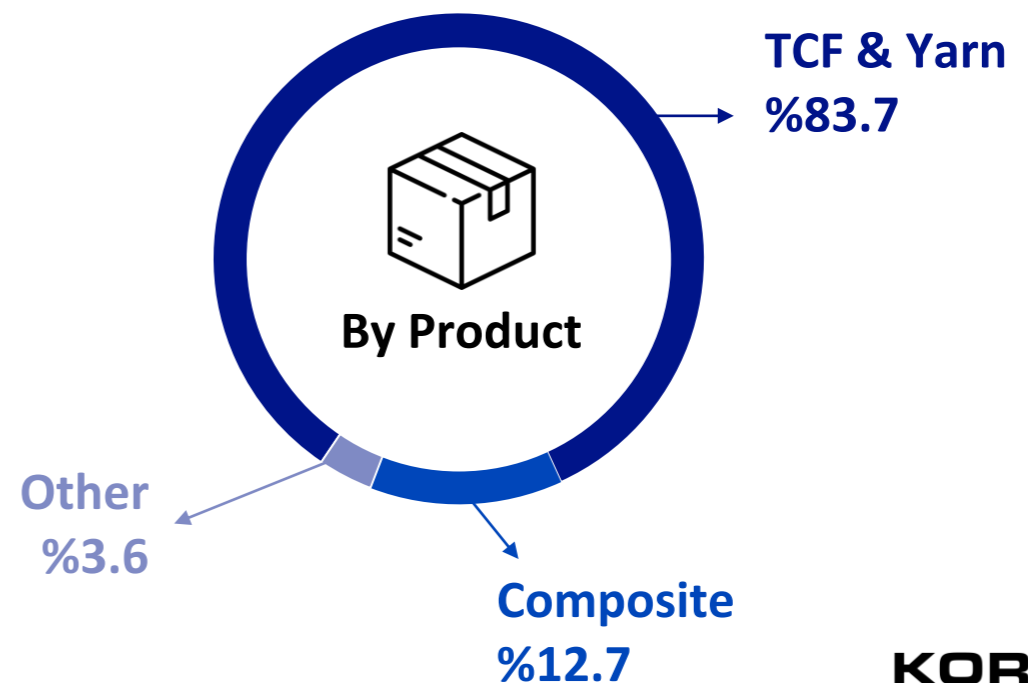 TCF & Yarn
%83.7
By Product
Other
%3.6
Composite
%12.7
KOR